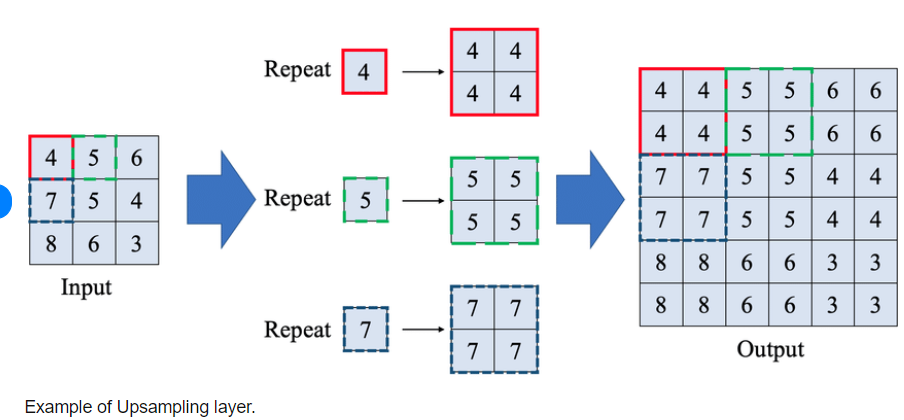 Repeat 4
4 4
4 4
4 5 6
7 5 4
8 6 3
Input
Repeat 5
5 5
5 5
Repeat 7
7 7
7 7
4 4 5 5 6 6
4 4 5 5 6 6
7 7 5 5 4 4
7 7 5 5 4 4
8 8 6 6 3 3
8 8 6 6 3 3
Output
Example of Upsampling layer.